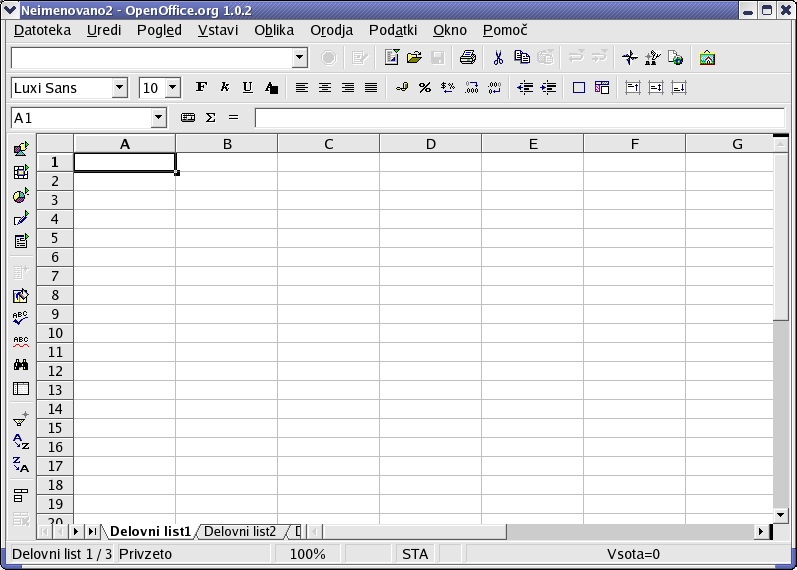 Neimenovano2 - OpenOffice.org 1.0.2
Datoteka Uredi Pogled Vstavi Oblika Orodja Podatki Okno Pomoč
Luxi Sans 10 F k U A
A1 Σ =
A B C D E F G
1
2
3
4
5
6
7
8
9
10
11
12
13
14
15
16
17
18
19
20
Delovni list1 Delovni list2
Delovni list 1 / 3 Privzeto 100% STA Vsota=0